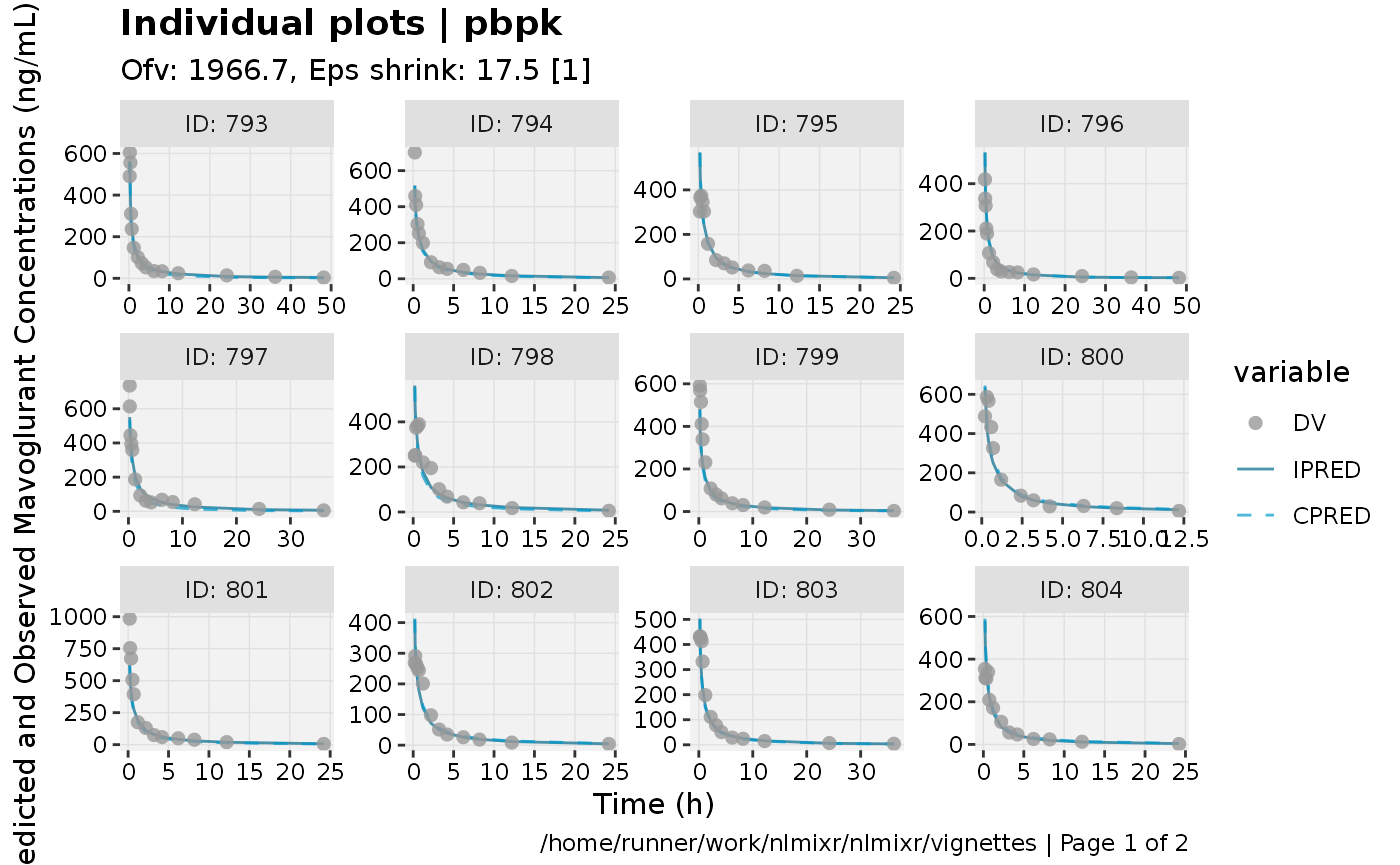 Individual plots | pbpk
Ofv: 1966.7, Eps shrink: 17.5 [1]
edicted and Observed Mavoglurant Concentrations (ng/mL)
ID: 793
600
400
200
0
0 10 20 30 40 50
ID: 794
600
400
200
0
0 5 10 15 20 25
ID: 795
400
200
0
0 5 10 15 20 25
ID: 796
400
200
0
0 10 20 30 40 50
ID: 797
600
400
200
0
0 10 20 30
ID: 798
400
200
0
0 5 10 15 20 25
ID: 799
600
400
200
0
0 10 20 30
ID: 800
600
400
200
0
0.0 2.5 5.0 7.5 10.0 12.5
ID: 801
1000
750
500
250
0
0 5 10 15 20 25
ID: 802
400
300
200
100
0
0 5 10 15 20 25
ID: 803
500
400
300
200
100
0
0 10 20 30
ID: 804
600
400
200
0
0 5 10 15 20 25
variable
DV
IPRED
CPRED
Time (h)
/home/runner/work/nlmixr/nlmixr/vignettes | Page 1 of 2